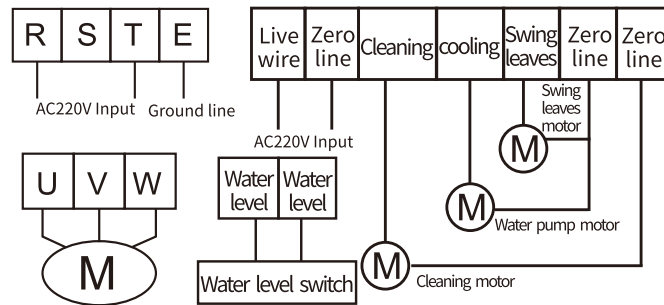 R S T E
AC220V Input Ground line
U V W
M
Live wire
Zero line
Cleaning
cooling
Swing leaves
Zero line
Zero line
AC220V Input
Swing
leaves
motor
M
Water level
Water level
M
Water pump motor
Water level switch
M
Cleaning motor